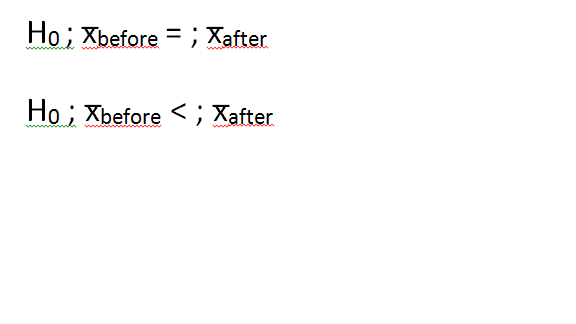 H₀ ; x̅before = ; x̅after
H₀ ; x̅before < ; x̅after